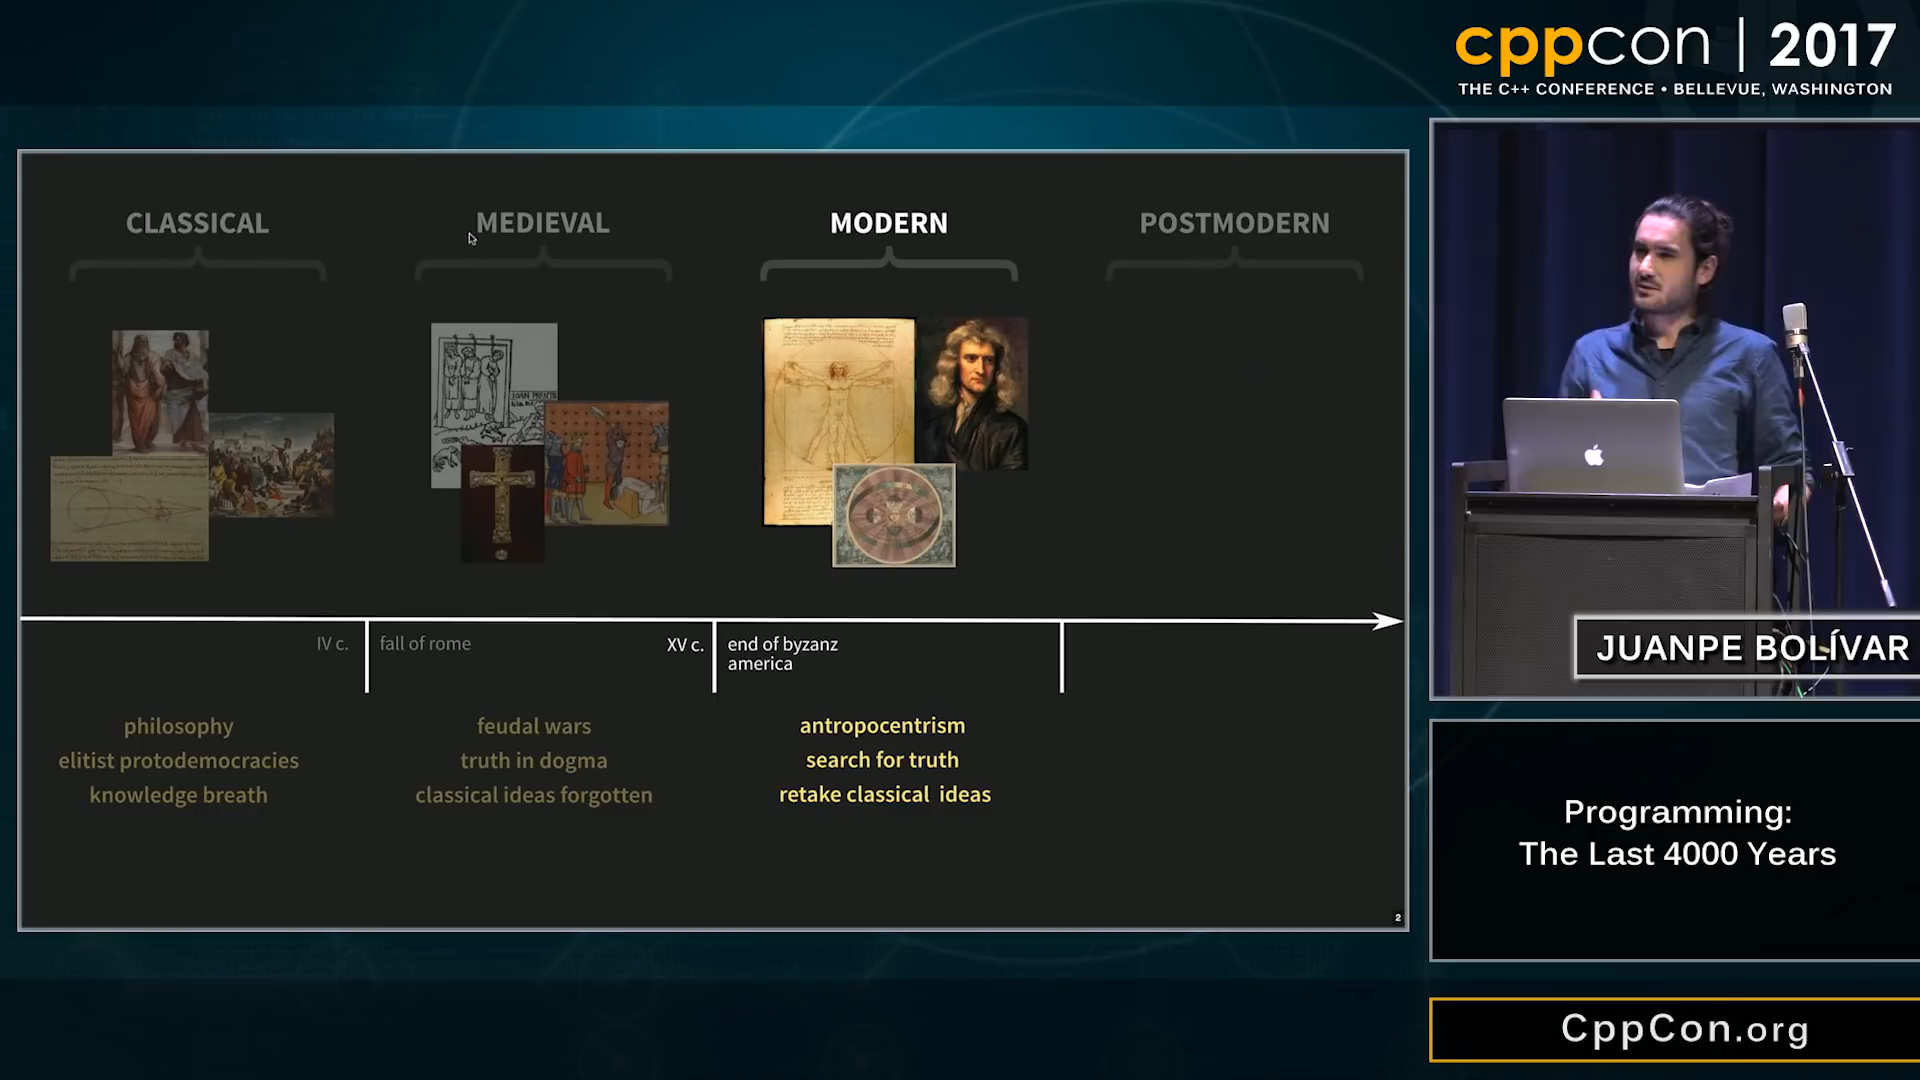 cppcon | 2017
THE C++ CONFERENCE • BELLEVUE, WASHINGTON
CLASSICAL
MEDIEVAL
MODERN
POSTMODERN
IV c.
fall of rome
XV c.
end of byzanz
america
philosophy
elitist protodemocracies
knowledge breath
feudal wars
truth in dogma
classical ideas forgotten
antropocentrism
search for truth
retake classical ideas
2
JUANPE BOLÍVAR
Programming:
The Last 4000 Years
CppCon.org